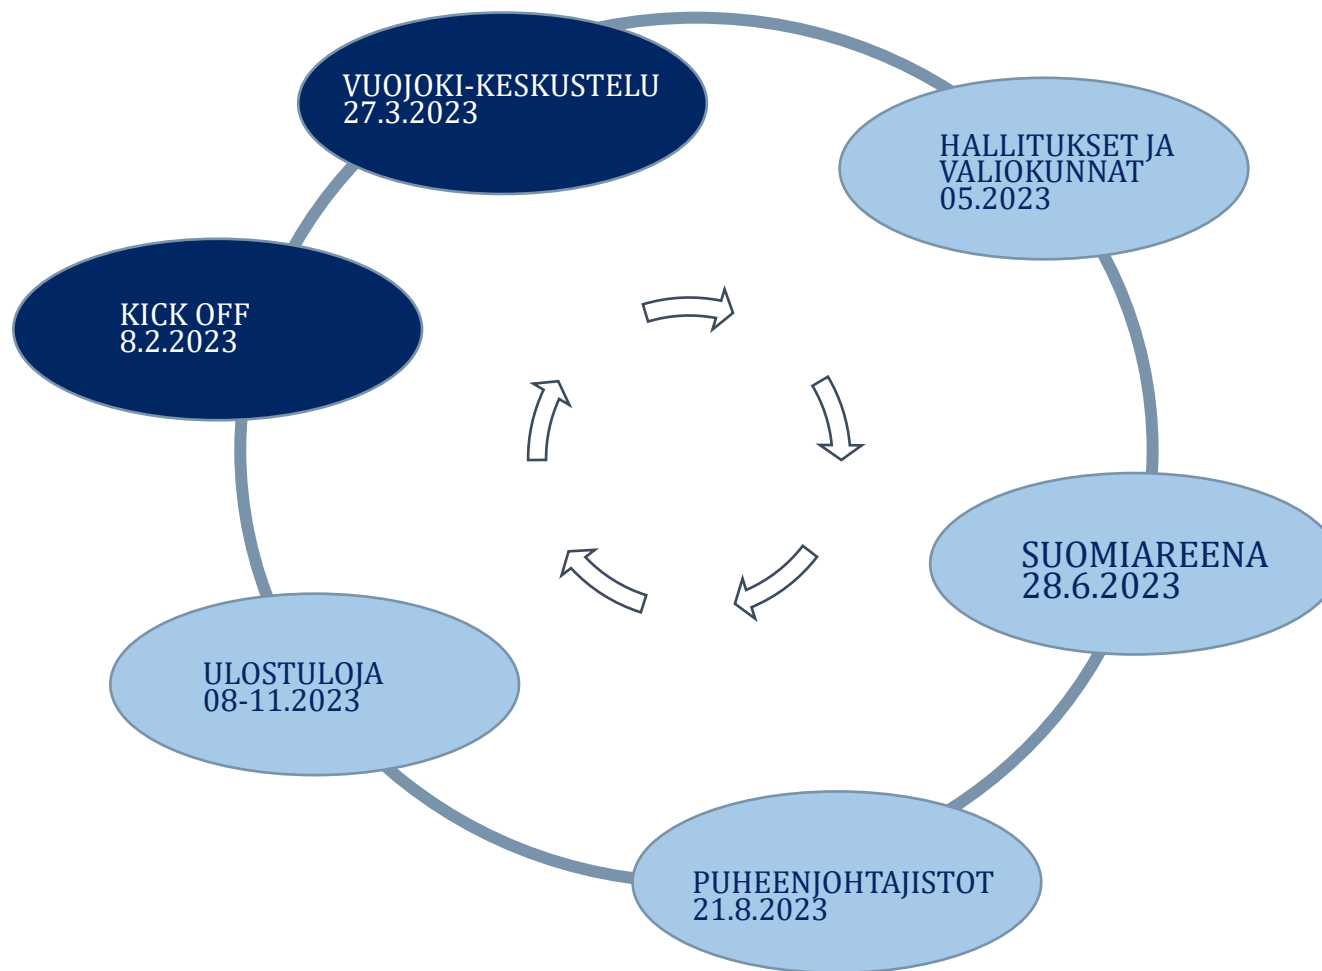 VUOJOKI-KESKUSTELU
27.3.2023
HALLITUKSET JA
VALIOKUNNAT
05.2023
KICK OFF
8.2.2023
SUOMIAREENA
28.6.2023
ULOSTULOJA
08-11.2023
PUHEENJOHTAJISTOT
21.8.2023